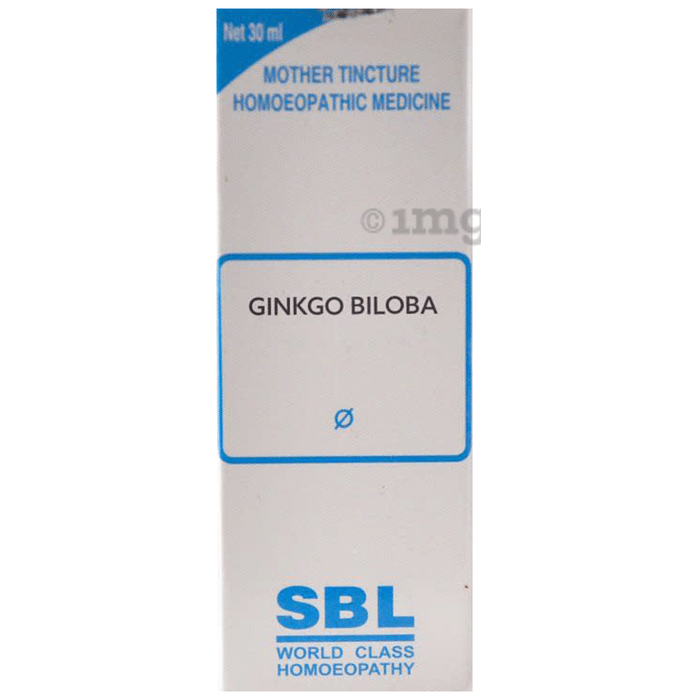 Net 30 ml
MOTHER TINCTURE
HOMOEOPATHIC MEDICINE
© 1mg
GINKGO BILOBA
Ø
SBL
WORLD CLASS
HOMOEOPATHY